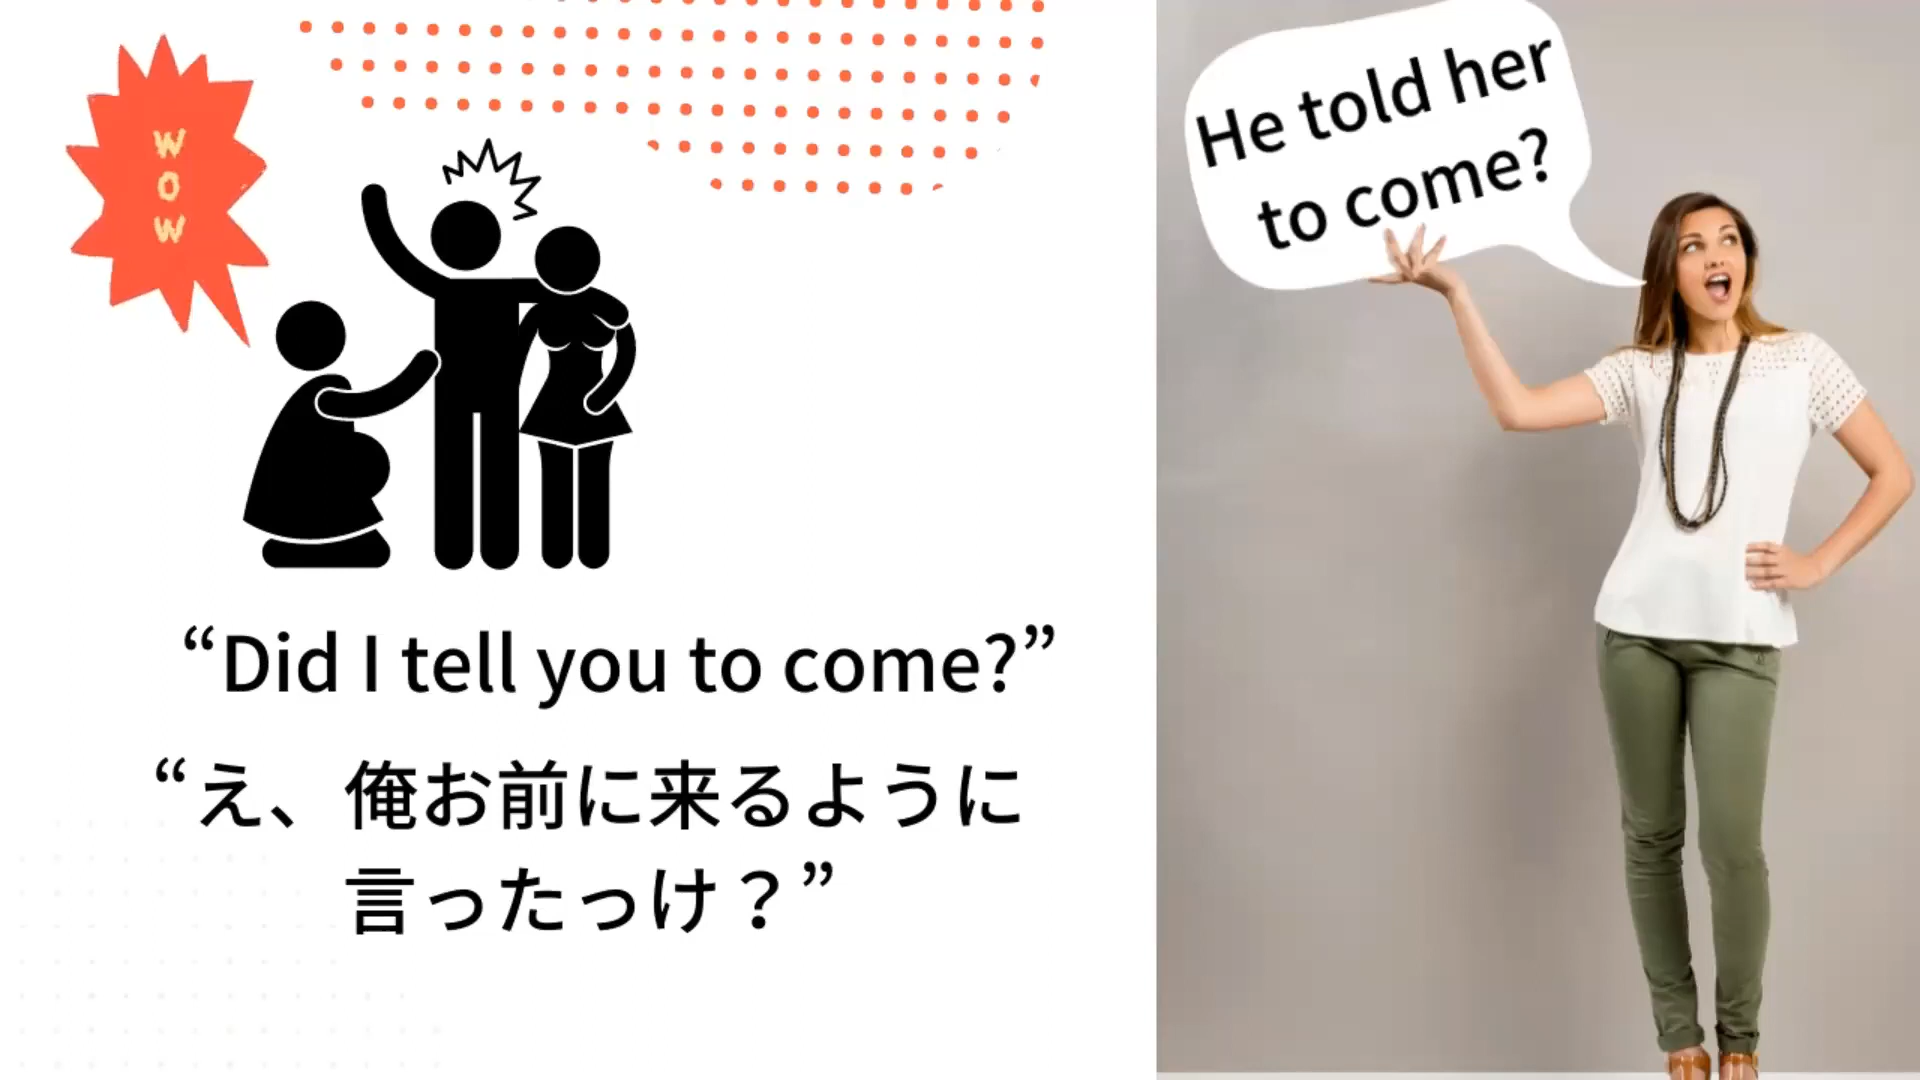 WOW
“Did I tell you to come?”
“え、俺お前に来るように
言ったっけ？”
He told her
to come?